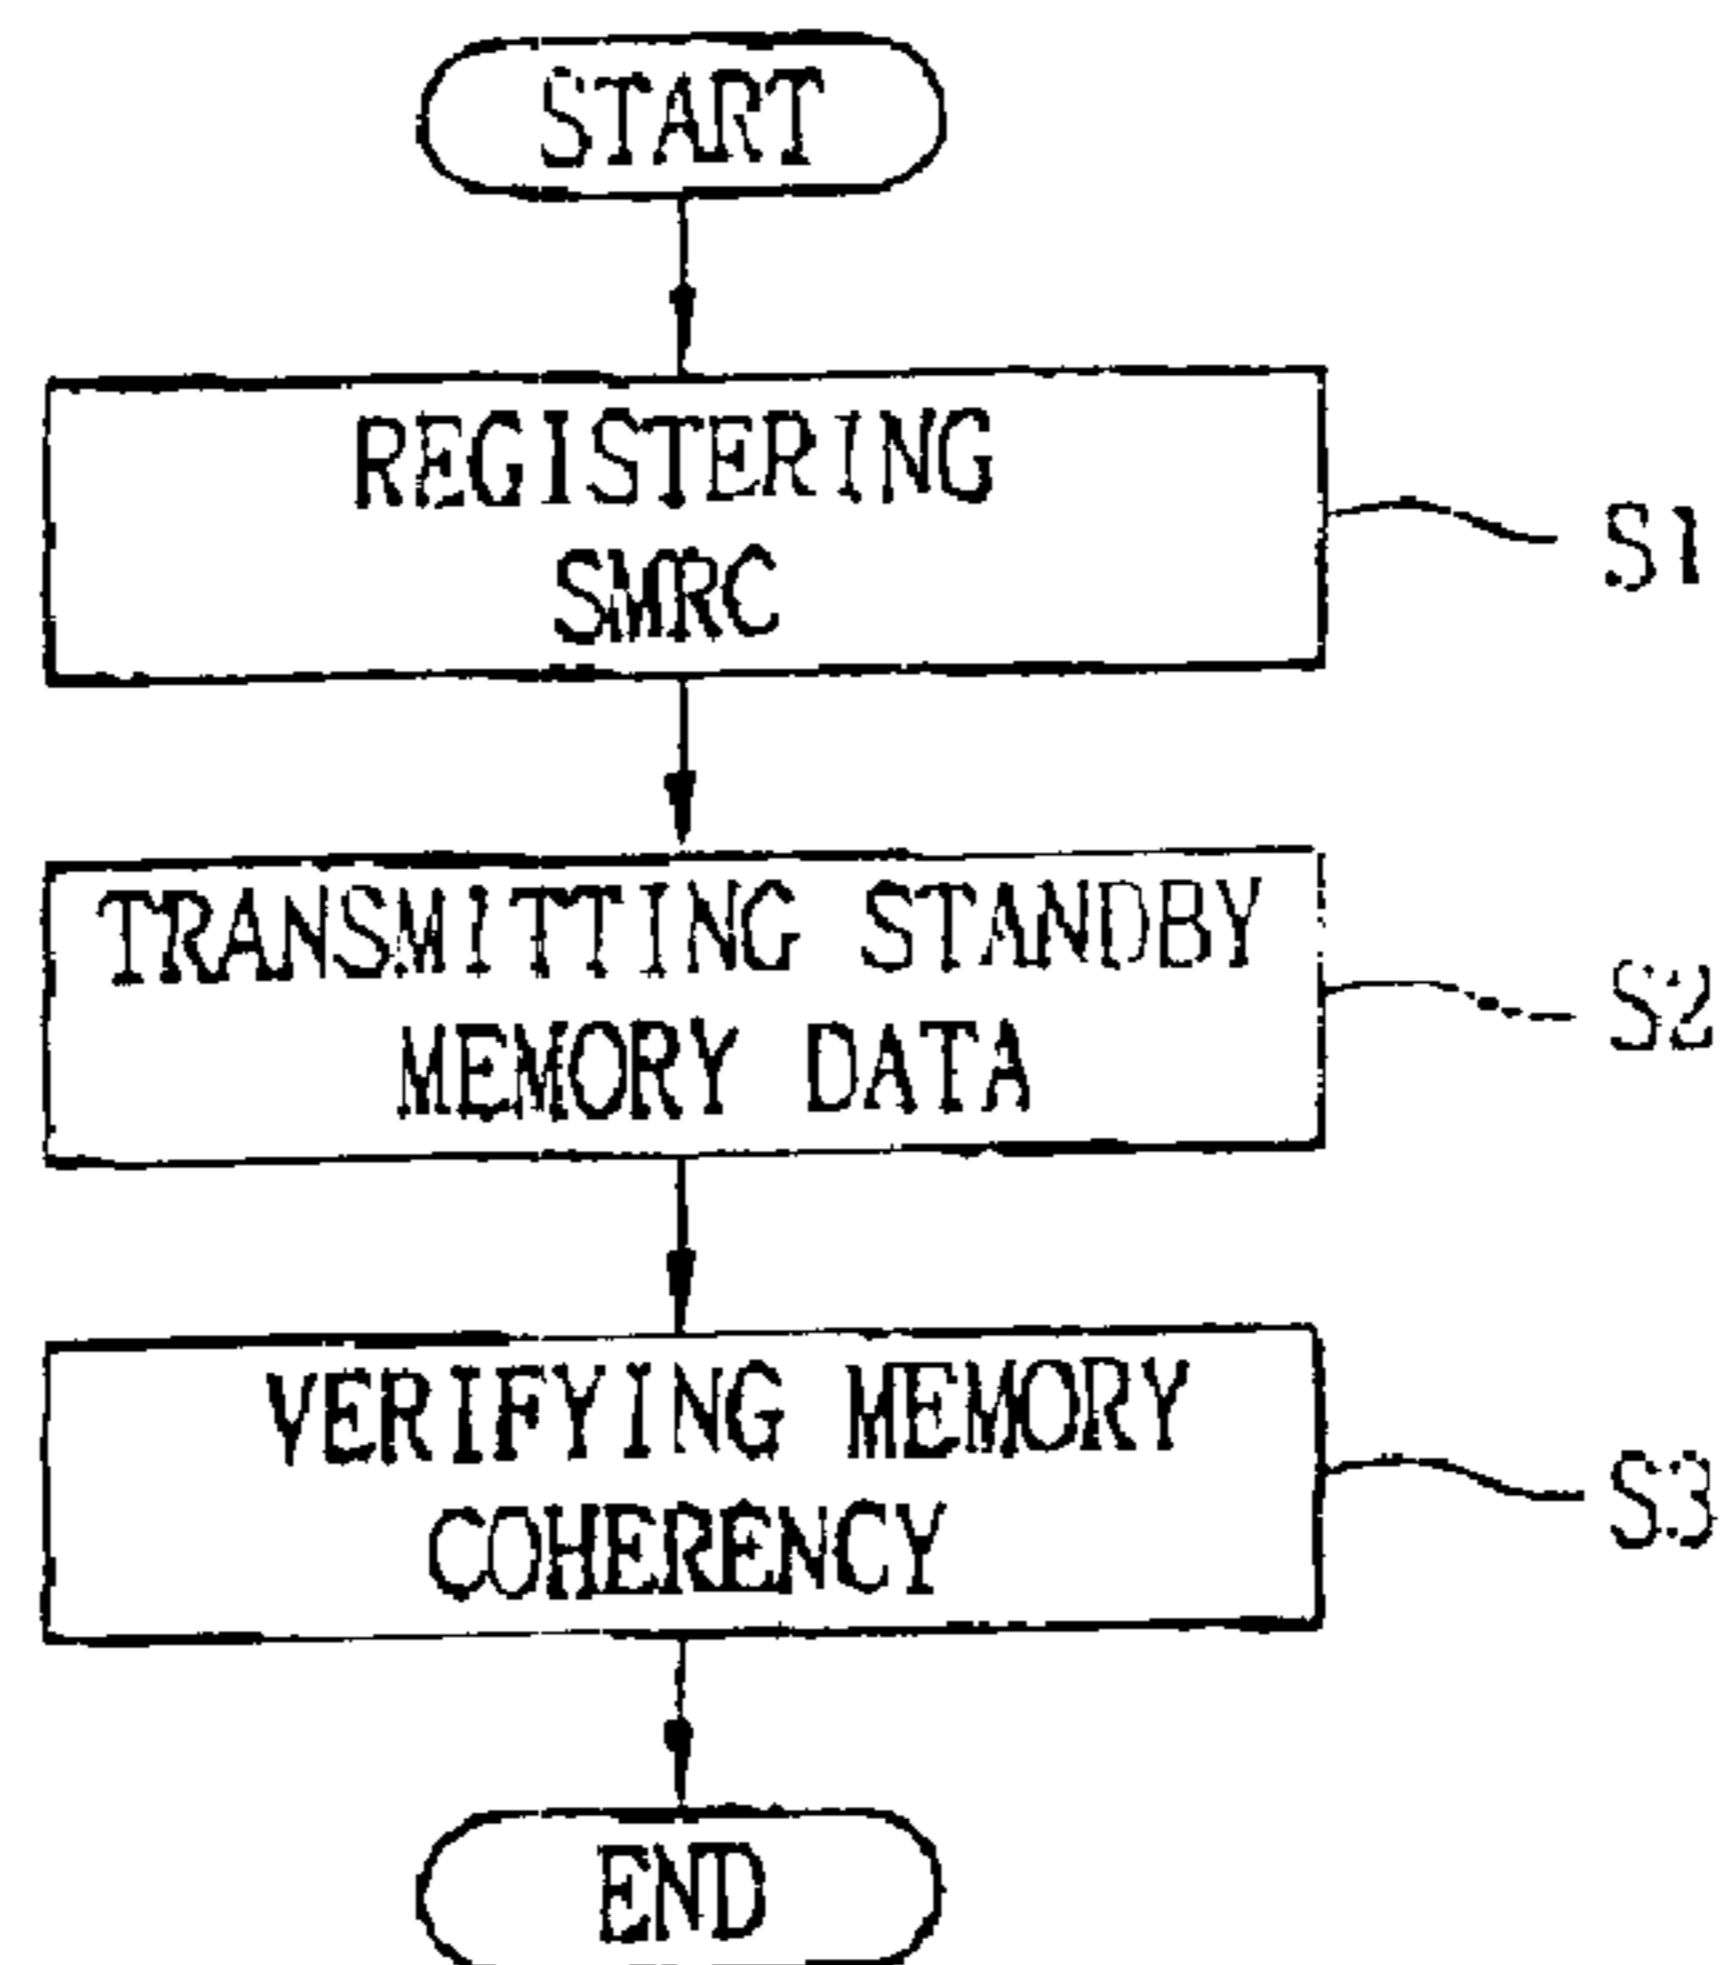 START
REGISTERING
SMRC
S1
TRANSMITTING STANDBY
MEMORY DATA
S2
VERIFYING MEMORY
COHERENCY
S3
END